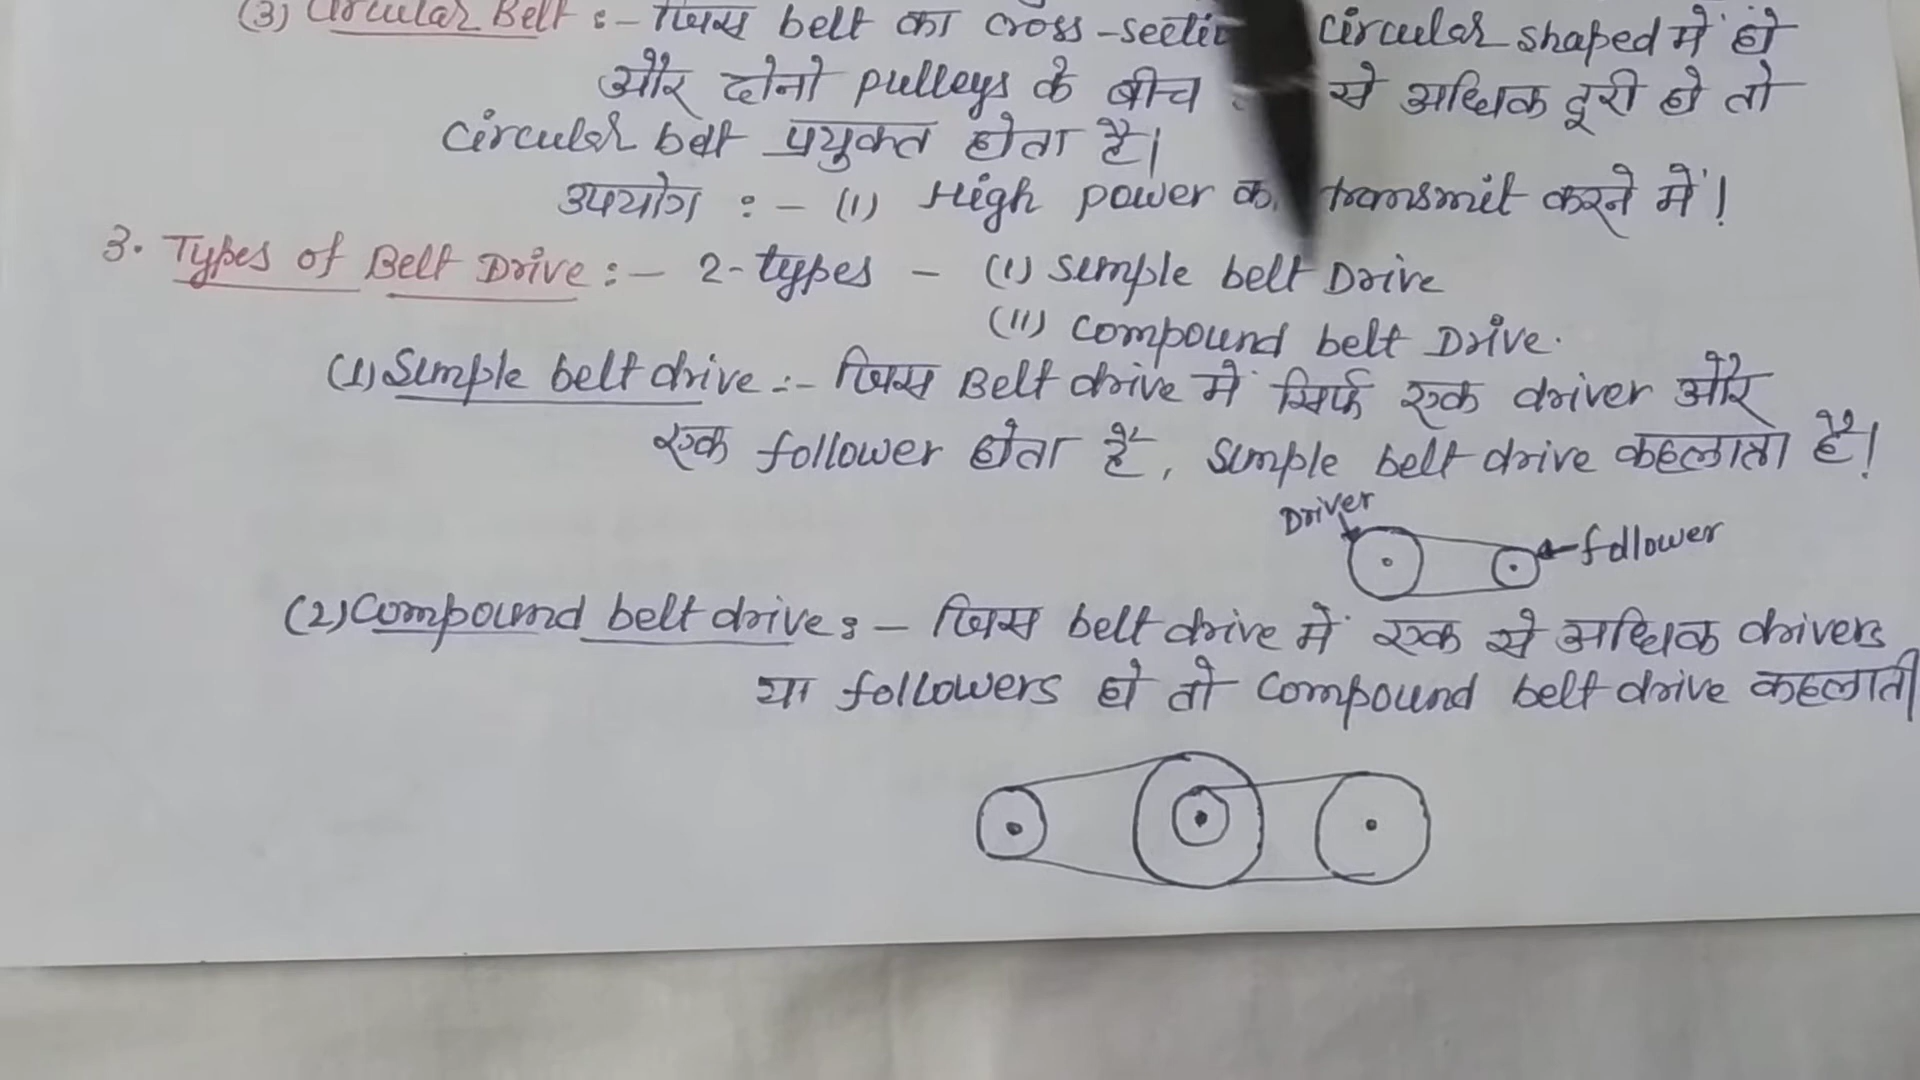 (3) Circular Belt :- जिस belt का cross-section circular shaped में हो
और दोनो pulleys के बीच से अधिक दूरी हो तो
circular belt प्रयुक्त होता है।
उपयोग :- (1) High power transmit करने में।
3. Types of Belt Drive :- 2-types - (1) Simple belt Drive
(11) compound belt Drive.
(1) Simple belt drive :- जिस Belt drive में सिर्फ एक driver और
एक follower होता है, simple belt drive कहलाता है।
Driver
follower
(2) Compound belt drive :- जिस belt drive में एक से अधिक drivers
या followers हो तो compound belt drive कहलाती